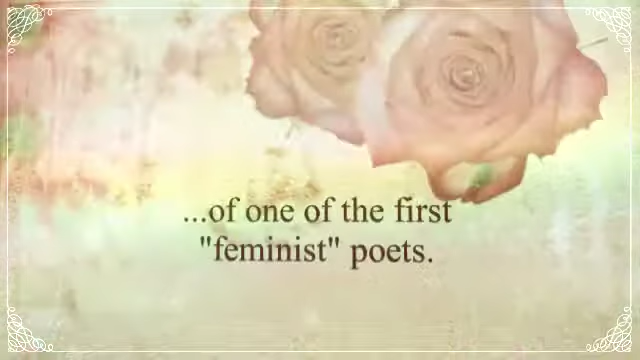 ...of one of the first
"feminist" poets.